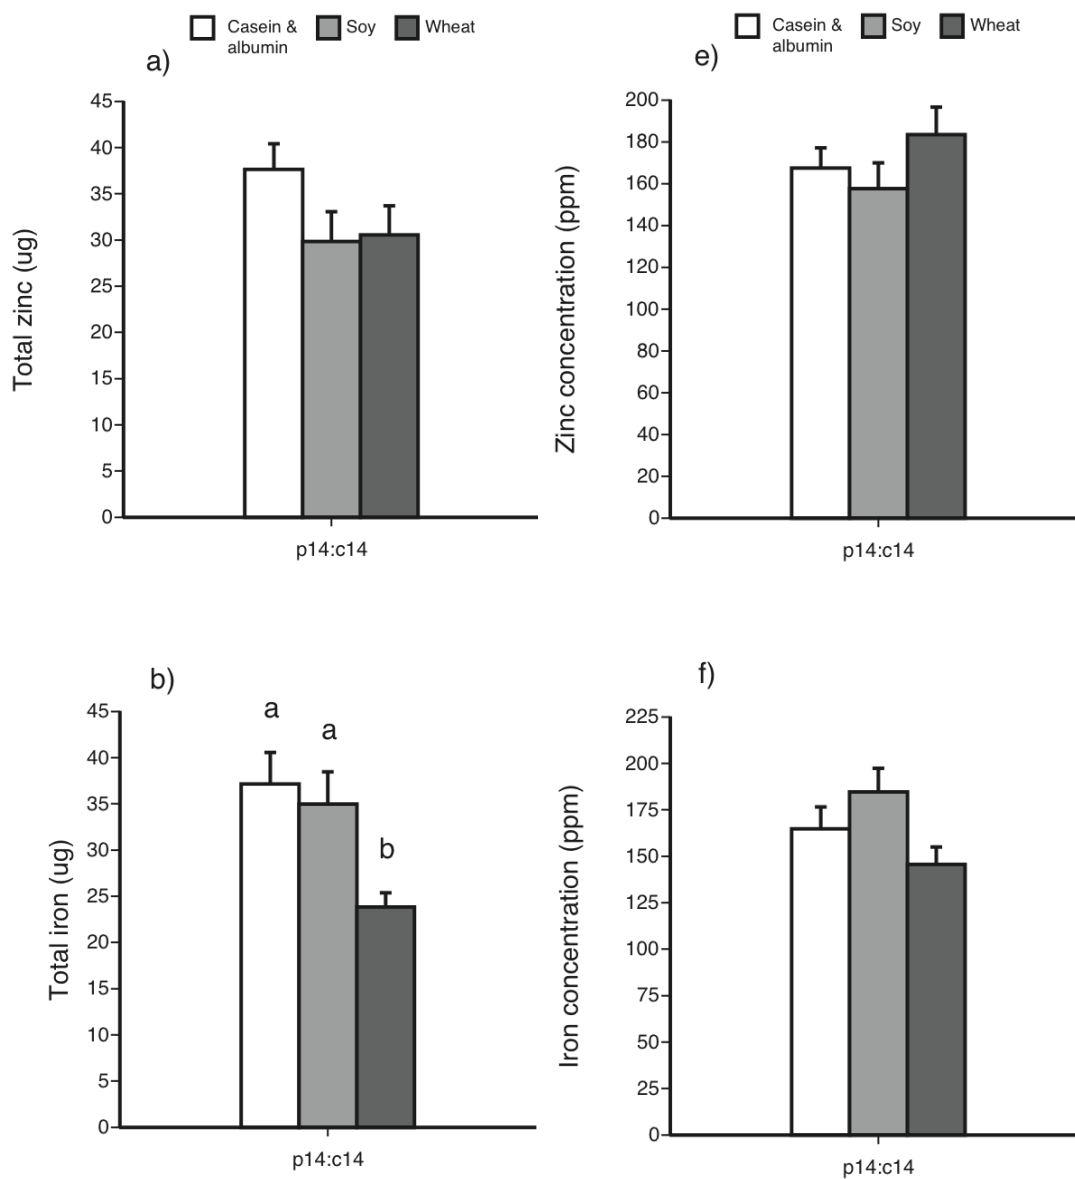 Casein &
albumin
Soy
Wheat
a)
45
40
35
30
25
20
15
10
5
0
Total zinc (ug)
p14:c14
Casein &
albumin
Soy
Wheat
e)
200
180
160
140
120
100
80
60
40
20
0
Zinc concentration (ppm)
p14:c14
b)
a
a
b
45
40
35
30
25
20
15
10
5
0
Total iron (ug)
p14:c14
f)
225
200
175
150
125
100
75
50
25
0
Iron concentration (ppm)
p14:c14